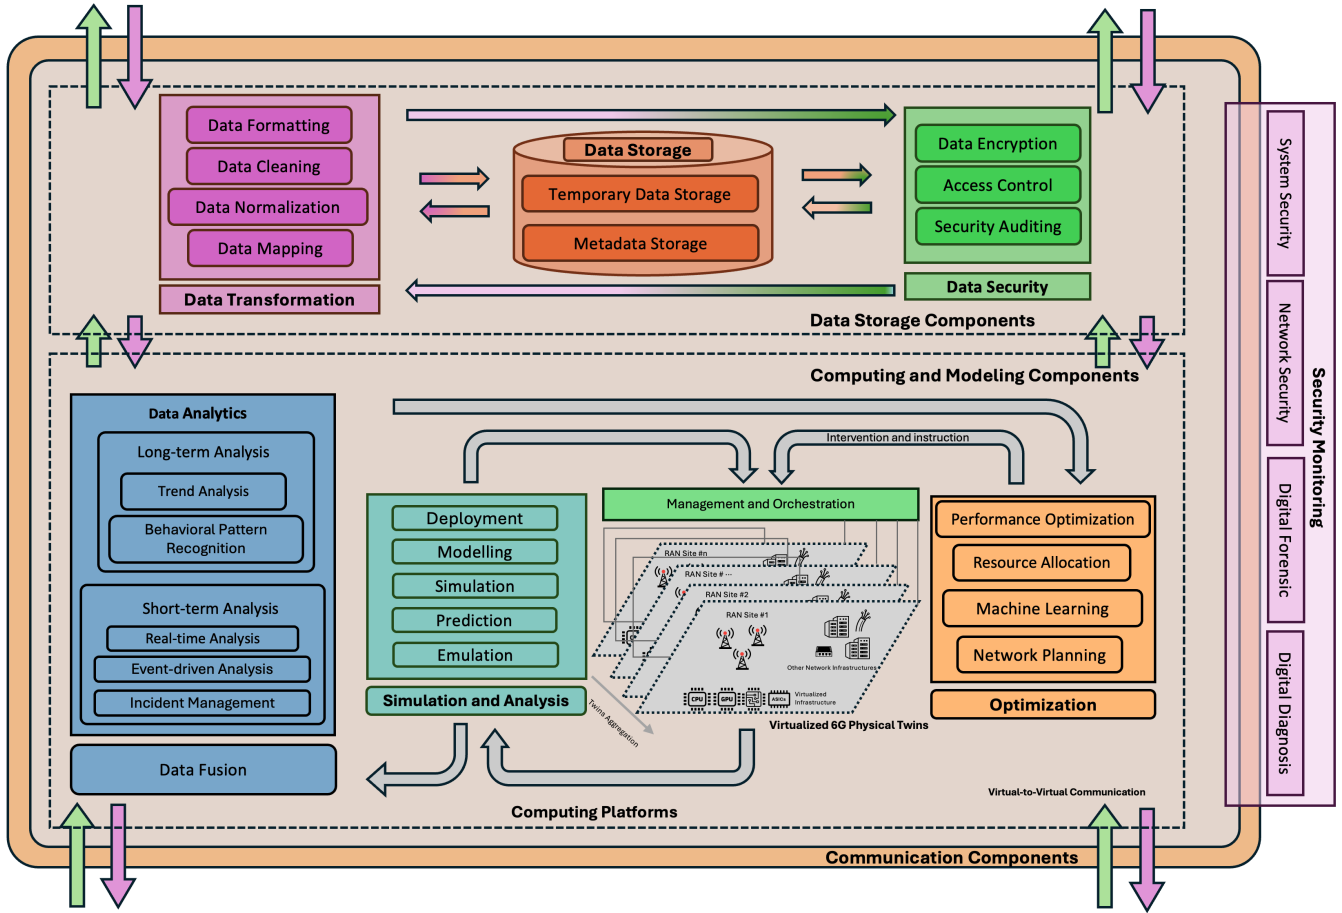 Data Formatting
Data Cleaning
Data Normalization
Data Mapping
Data Transformation
Data Storage
Temporary Data Storage
Metadata Storage
Data Encryption
Access Control
Security Auditing
Data Security
Data Storage Components
Computing and Modeling Components
Data Analytics
Long-term Analysis
Trend Analysis
Behavioral Pattern
Recognition
Short-term Analysis
Real-time Analysis
Event-driven Analysis
Incident Management
Data Fusion
Deployment
Modelling
Simulation
Prediction
Emulation
Simulation and Analysis
Intervention and instruction
Management and Orchestration
RAN Site #n
RAN Site # ...
RAN Site #2
RAN Site #1
Other Network Infrastructures
CPU
GPU
ASICs
Virtualized
Infrastructure
Twins Aggregation
Virtualized 6G Physical Twins
Performance Optimization
Resource Allocation
Machine Learning
Network Planning
Optimization
Virtual-to-Virtual Communication
Computing Platforms
Communication Components
System Security
Network Security
Digital Forensic
Digital Diagnosis
Security Monitoring